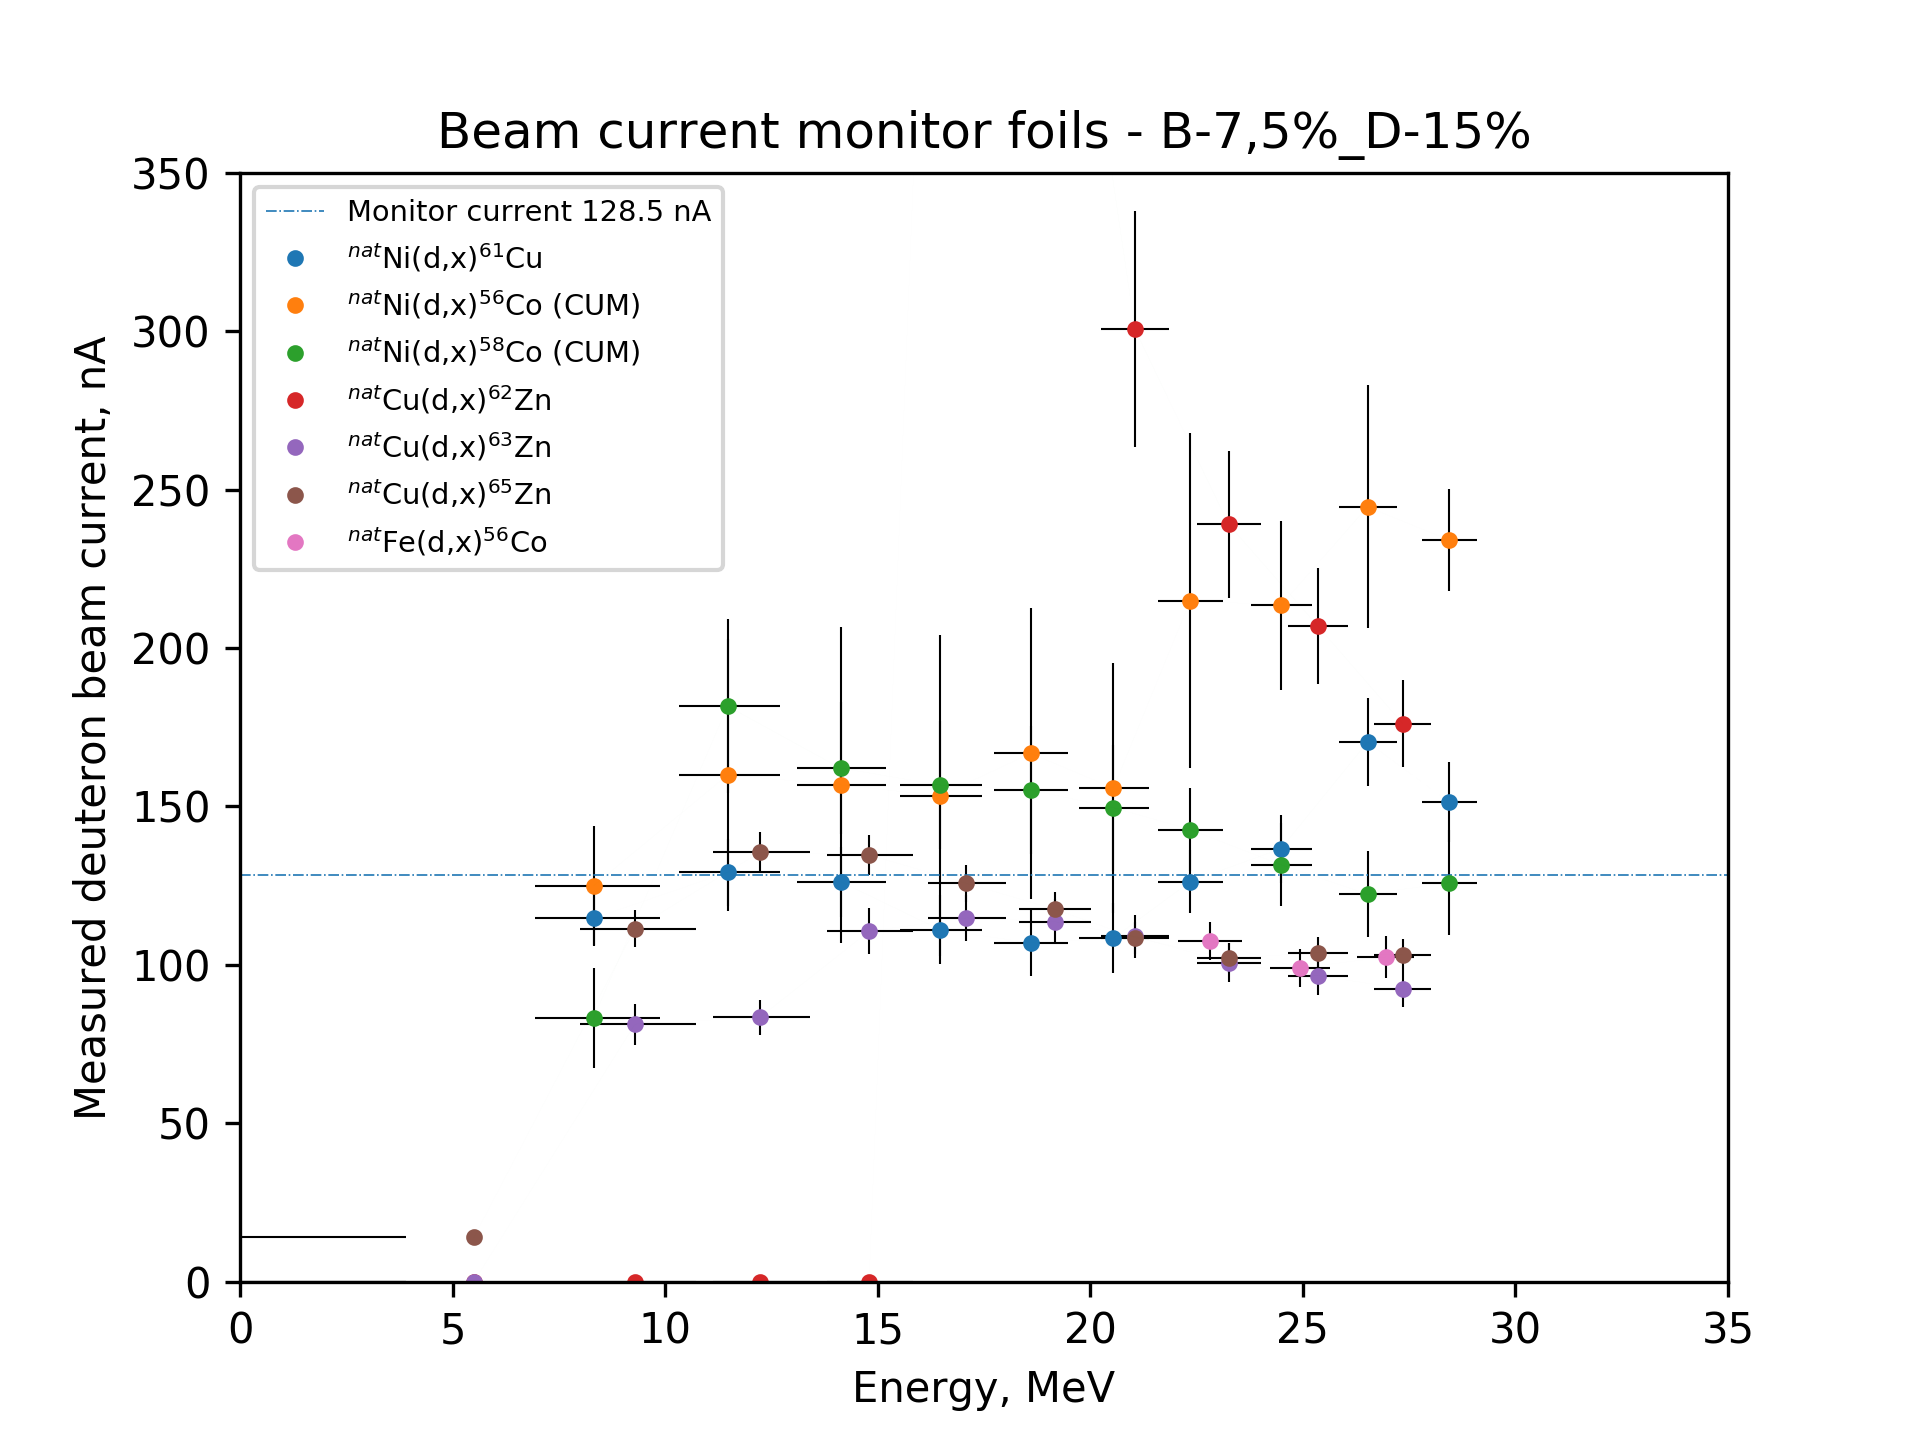 Beam current monitor foils - B-7,5%_D-15%
Measured deuteron beam current, nA
350
300
250
200
150
100
50
0
Monitor current 128.5 nA
natNi(d,x)61Cu
natNi(d,x)56Co (CUM)
natNi(d,x)58Co (CUM)
natCu(d,x)62Zn
natCu(d,x)63Zn
natCu(d,x)65Zn
natFe(d,x)56Co
0 5 10 15 20 25 30 35
Energy, MeV